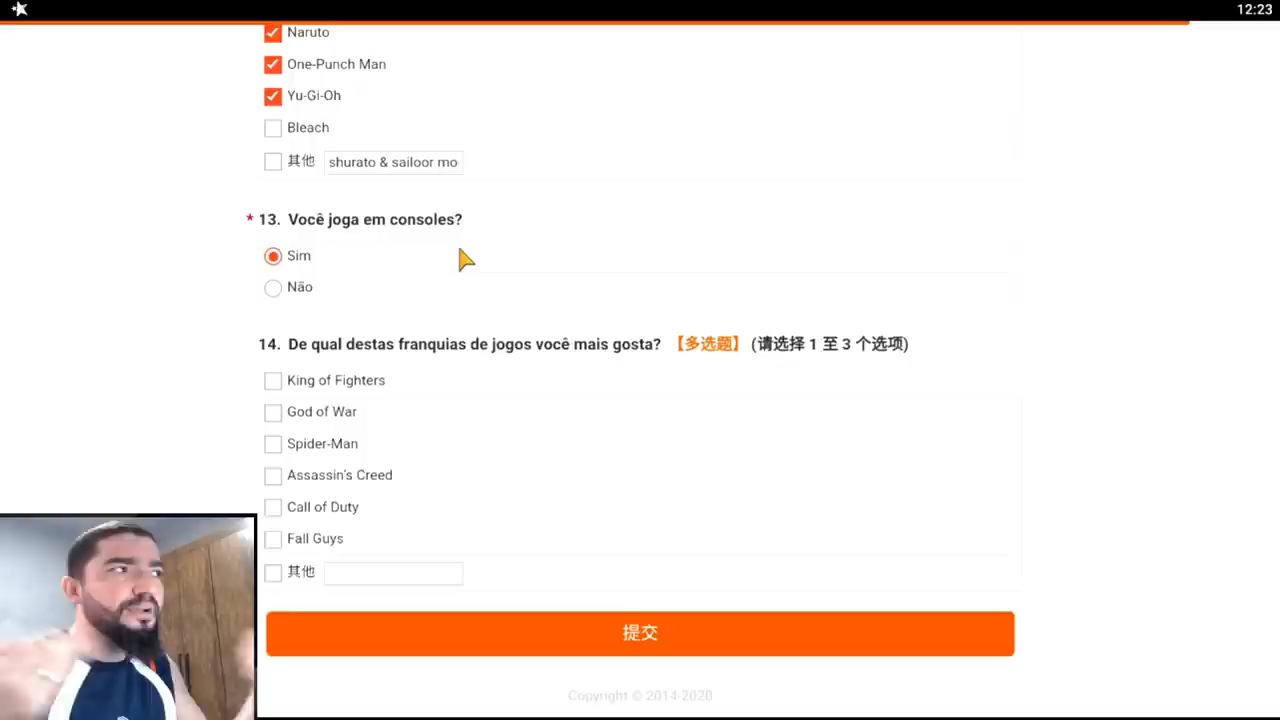 12:23
Naruto
One-Punch Man
Yu-Gi-Oh
Bleach
其他 shurato & sailoor mo
* 13. Você joga em consoles?
Sim
Não
14. De qual destas franquias de jogos você mais gosta? 【多选题】 (请选择 1 至 3 个选项)
King of Fighters
God of War
Spider-Man
Assassin's Creed
Call of Duty
Fall Guys
其他
提交
Copyright © 2014-2020